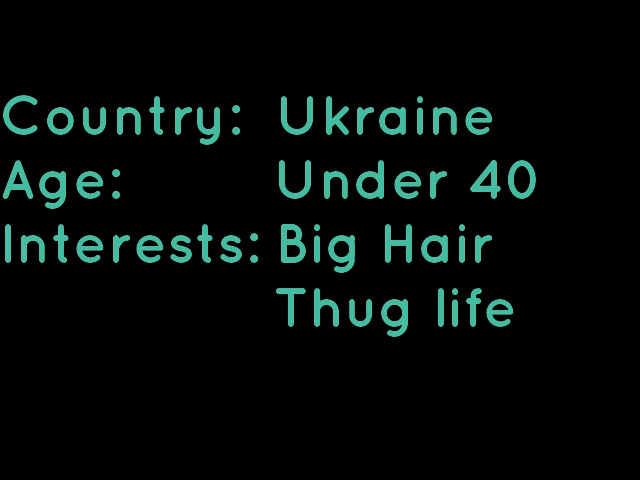 Country: Ukraine
Age: Under 40
Interests: Big Hair
Thug life